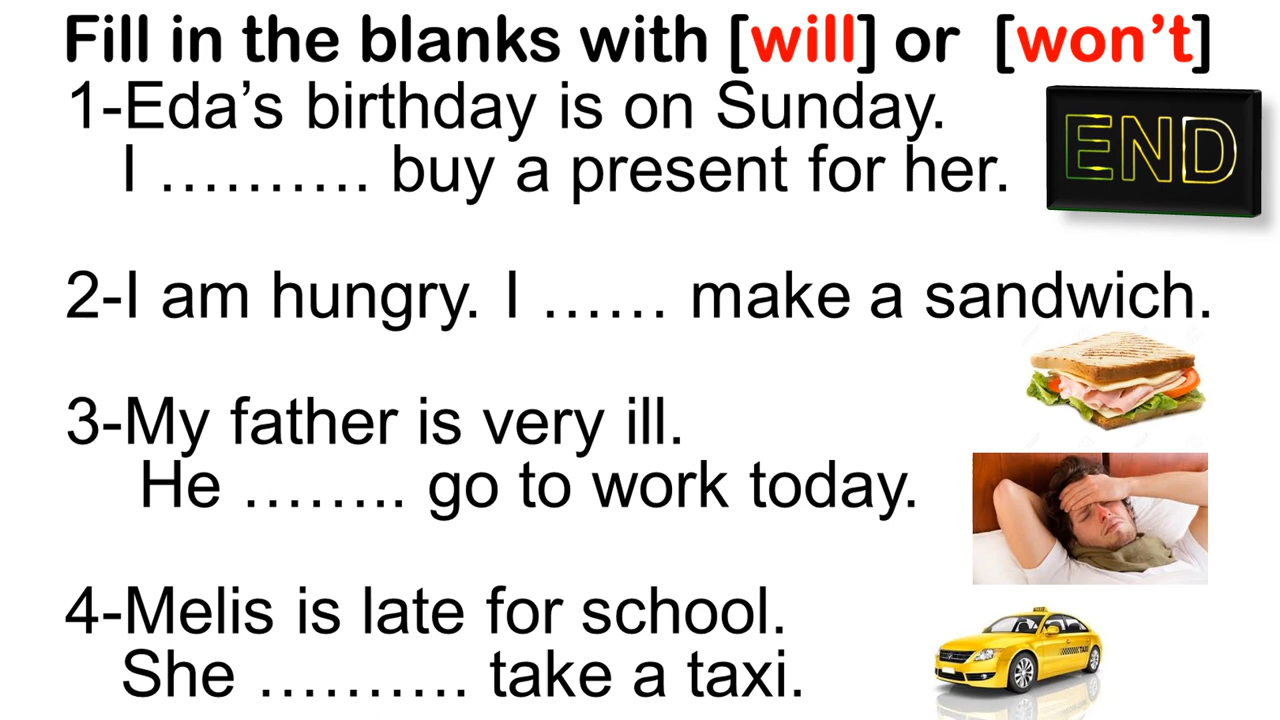 Fill in the blanks with [will] or [won’t]
1-Eda’s birthday is on Sunday.
I ………. buy a present for her.
END
2-I am hungry. I …… make a sandwich.
3-My father is very ill.
He …….. go to work today.
4-Melis is late for school.
She ………. take a taxi.
TAXI